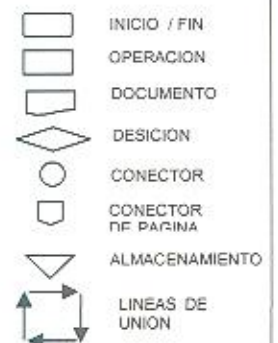 INICIO / FIN
OPERACION
DOCUMENTO
DESICION
CONECTOR
CONECTOR
DE PAGINA
ALMACENAMIENTO
LINEAS DE
UNION